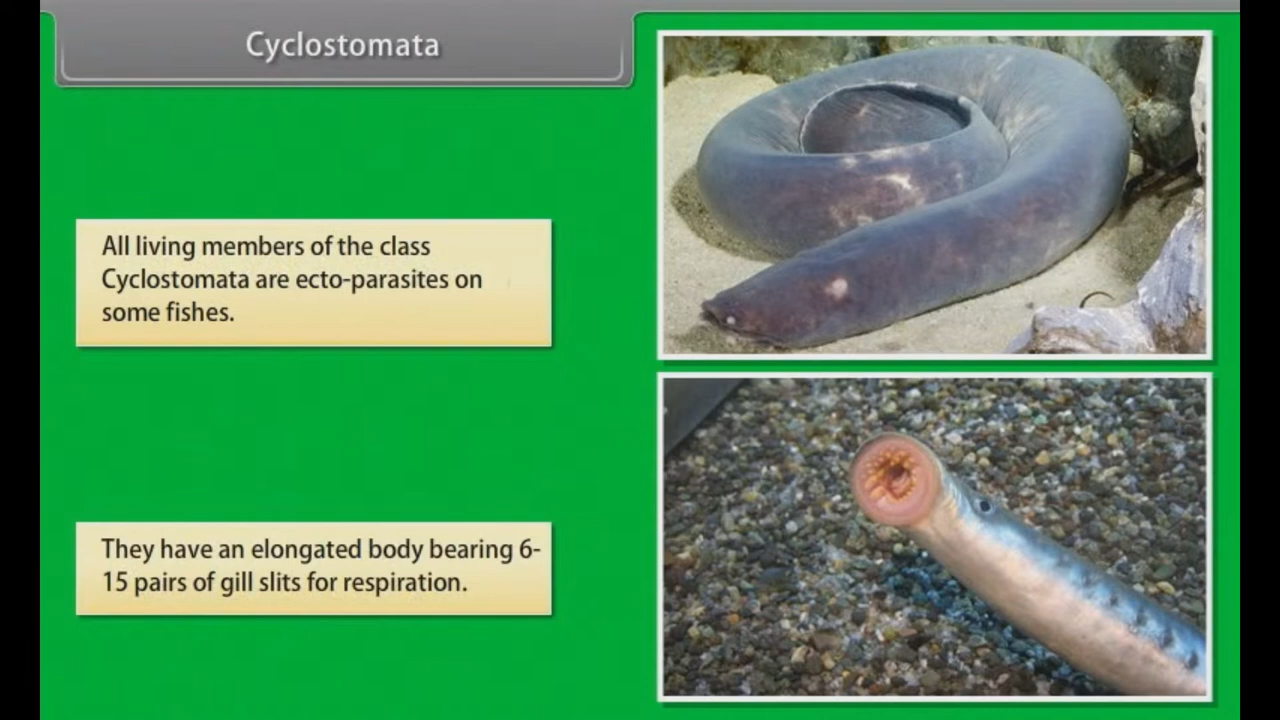 Cyclostomata
All living members of the class
Cyclostomata are ecto-parasites on
some fishes.
They have an elongated body bearing 6-
15 pairs of gill slits for respiration.